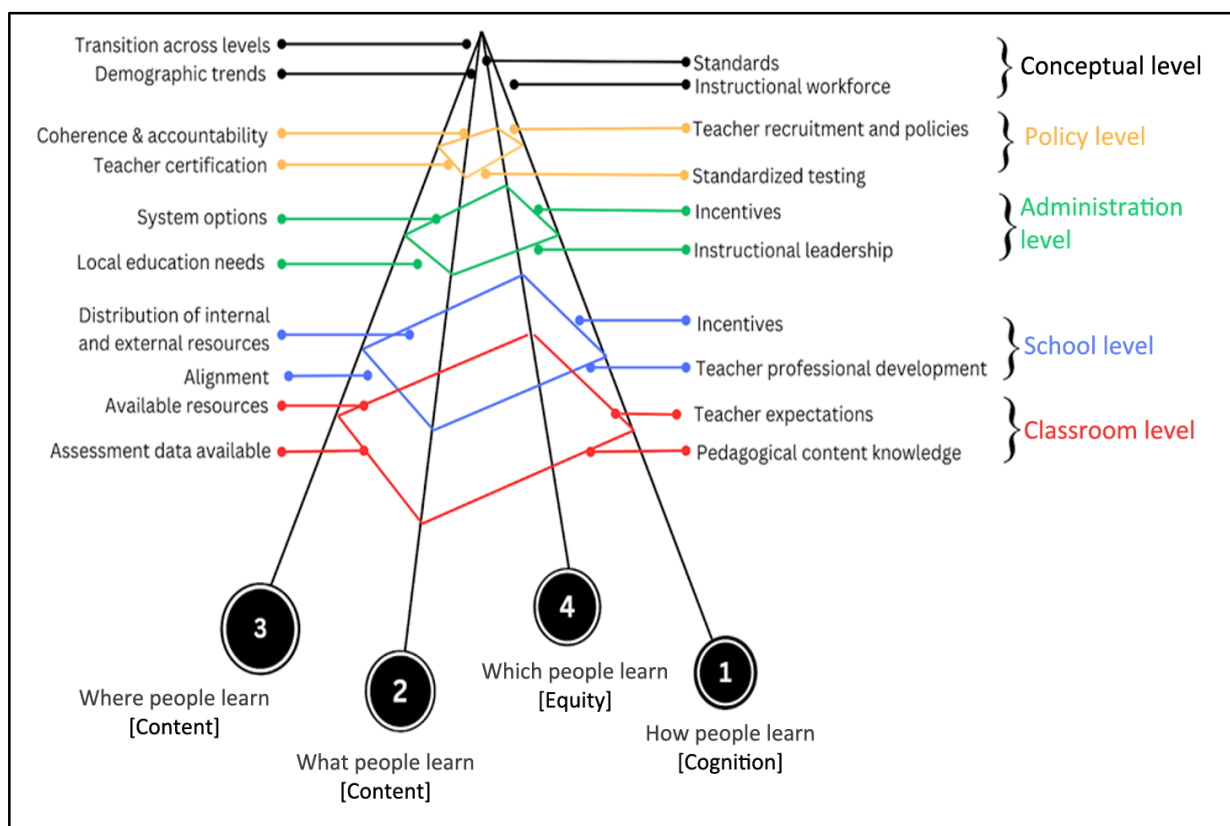 Transition across levels
Demographic trends
Standards
Instructional workforce
Conceptual level
Coherence & accountability
Teacher certification
Teacher recruitment and policies
Standardized testing
Policy level
System options
Local education needs
Incentives
Instructional leadership
Administration
level
Distribution of internal
and external resources
Alignment
Incentives
Teacher professional development
School level
Available resources
Assessment data available
Teacher expectations
Pedagogical content knowledge
Classroom level
3
Where people learn
[Content]
2
What people learn
[Content]
4
Which people learn
[Equity]
1
How people learn
[Cognition]